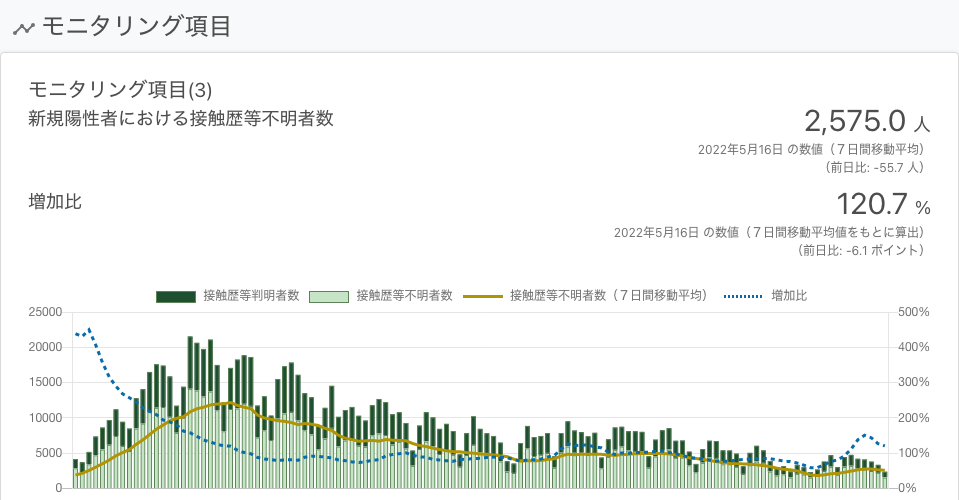 モニタリング項目
モニタリング項目(3)
新規陽性者における接触歴等不明者数
2,575.0 人
2022年5月16日 の数値（７日間移動平均）
（前日比: -55.7 人）
増加比
120.7 %
2022年5月16日 の数値（７日間移動平均値をもとに算出）
（前日比: -6.1 ポイント）
接触歴等判明者数 接触歴等不明者数 接触歴等不明者数（７日間移動平均） 増加比
25000 500%
20000 400%
15000 300%
10000 200%
5000 100%
0 0%